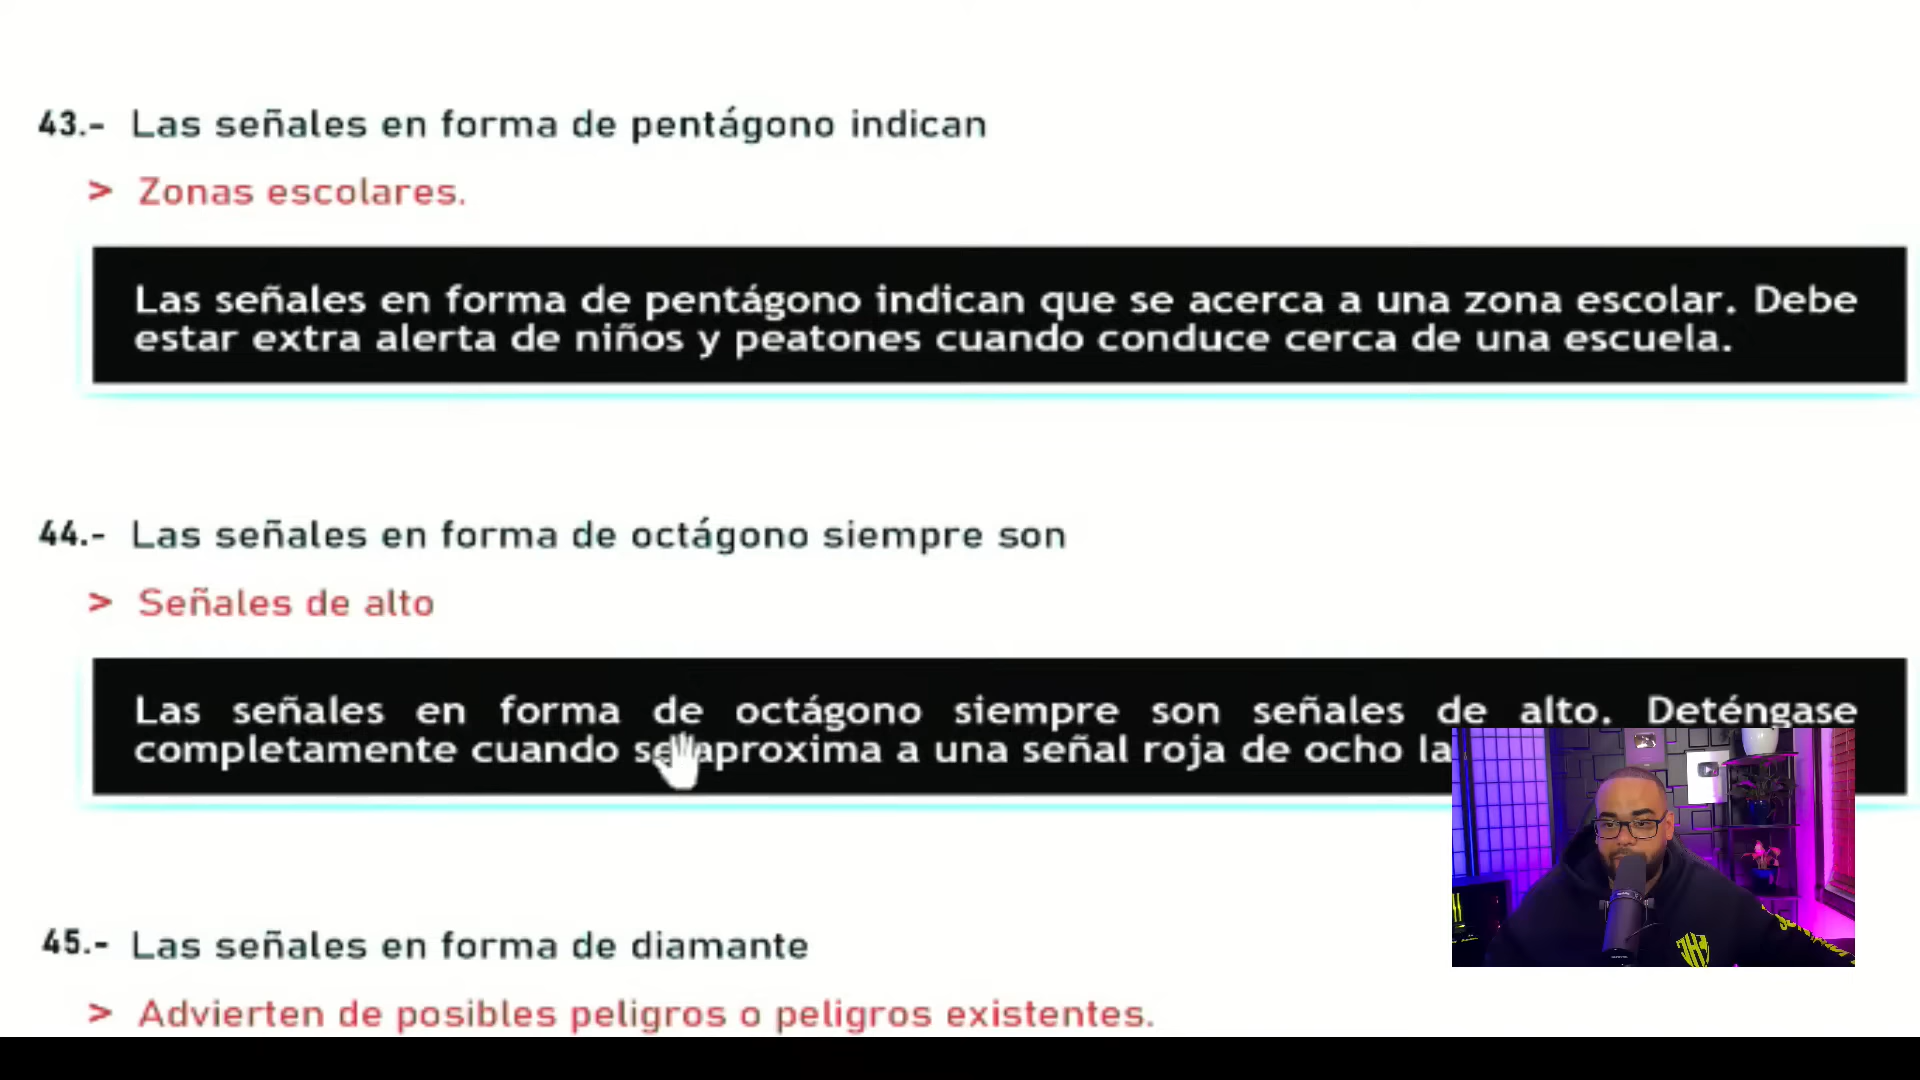 43.- Las señales en forma de pentágono indican
> Zonas escolares.
Las señales en forma de pentágono indican que se acerca a una zona escolar. Debe
estar extra alerta de niños y peatones cuando conduce cerca de una escuela.
44.- Las señales en forma de octágono siempre son
> Señales de alto
Las señales en forma de octágono siempre son señales de alto. Deténgase
completamente cuando se aproxima a una señal roja de ocho la
45.- Las señales en forma de diamante
> Advierten de posibles peligros o peligros existentes.